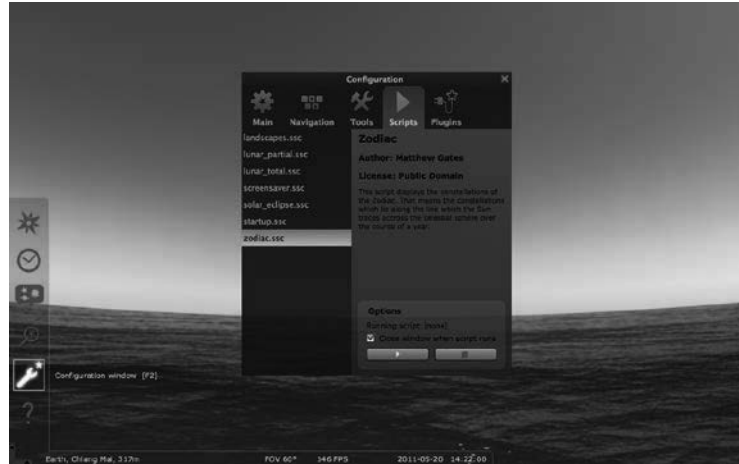 Configuration
Main Navigation Tools Scripts Plugins
landscapes.ssc
lunar_partial.ssc
lunar_total.ssc
screensaver.ssc
solar_eclipse.ssc
startup.ssc
zodiac.ssc
Zodiac
Author: Matthew Gates
License: Public Domain
This script displays the constellations of
the Zodiac. That means the constellations
which lie along the line which the Sun
traces across the celestial sphere over
the course of a year.
Options
Running script: [none]
Close window when script runs
Configuration window [F2]
Earth, Chiang Mai, 317m FOV 60° 346 FPS 2011-05-20 14:22:00